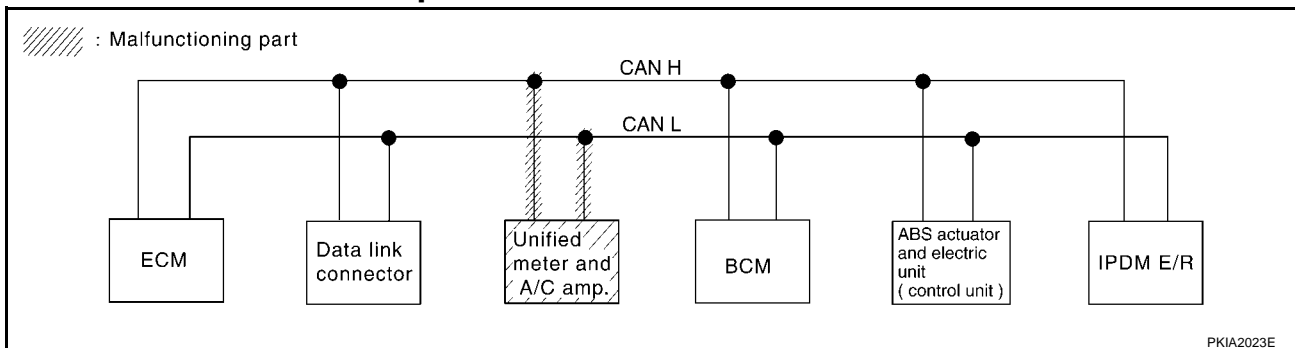 : Malfunctioning part
CAN H
CAN L
ECM
Data link
connector
Unified
meter and
A/C amp.
BCM
ABS actuator
and electric
unit
( control unit )
IPDM E/R
PKIA2023E